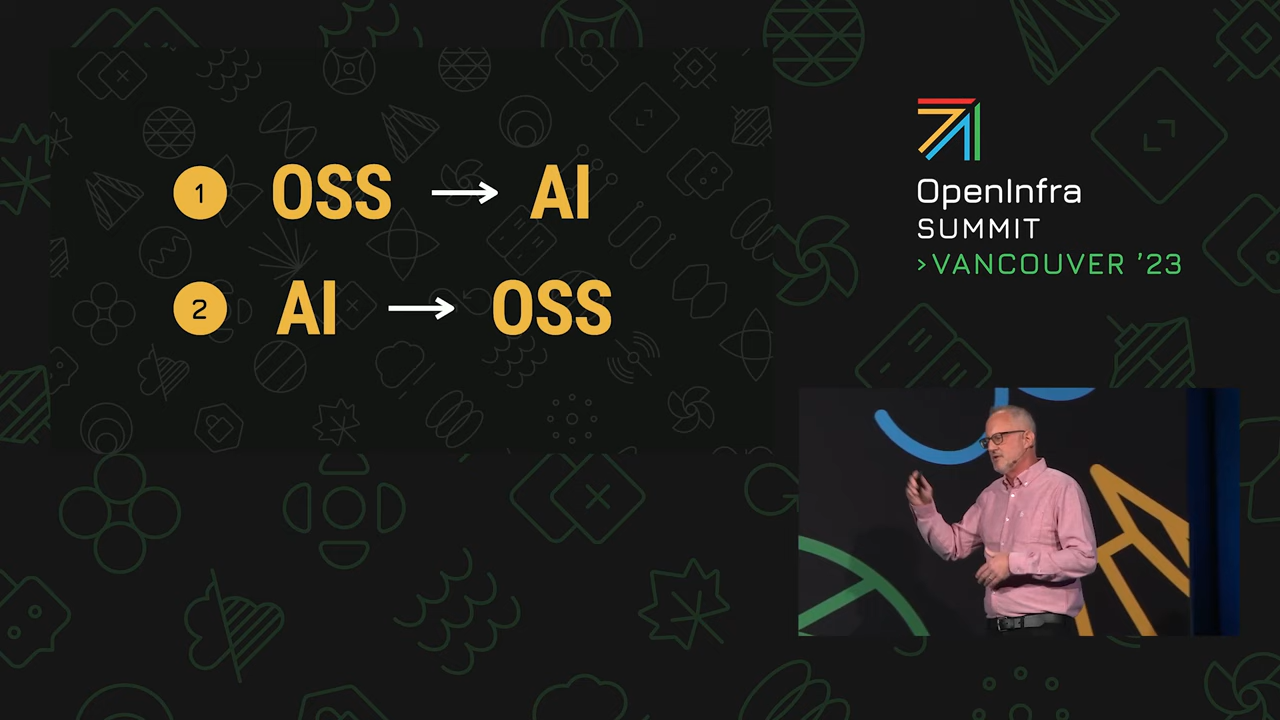 1 OSS → AI
2 AI → OSS
OpenInfra
SUMMIT
>VANCOUVER ’23